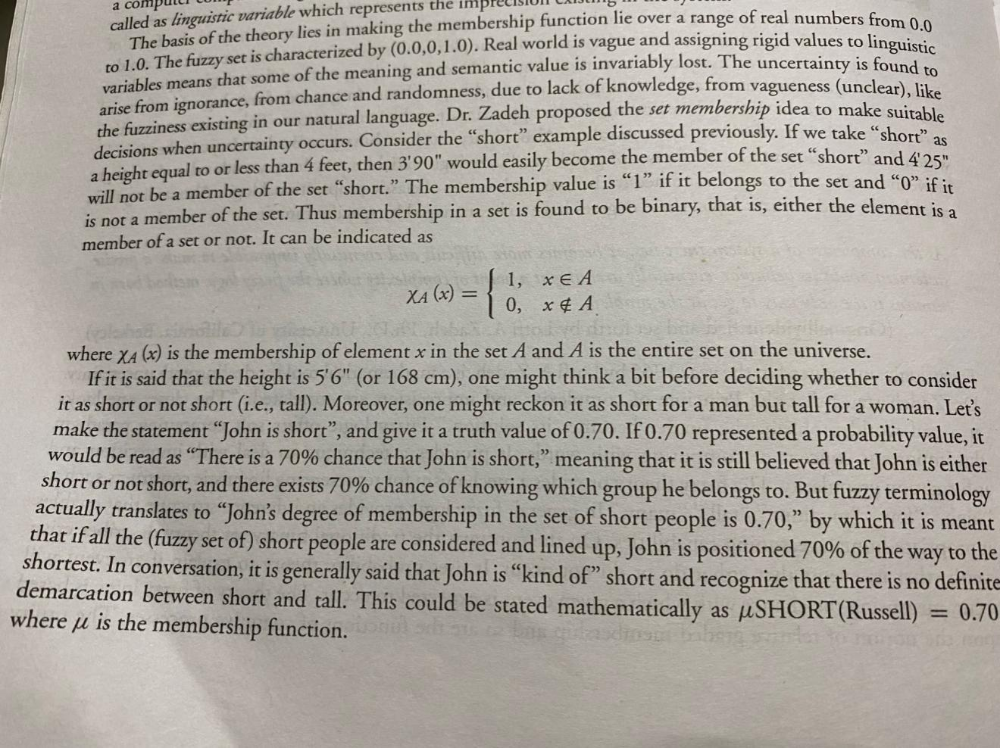 a computer
called as linguistic variable which represents the imprecision existing in
The basis of the theory lies in making the membership function lie over a range of real numbers from 0.0
to 1.0. The fuzzy set is characterized by (0.0,0,1.0). Real world is vague and assigning rigid values to linguistic
variables means that some of the meaning and semantic value is invariably lost. The uncertainty is found to
arise from ignorance, from chance and randomness, due to lack of knowledge, from vagueness (unclear), like
the fuzziness existing in our natural language. Dr. Zadeh proposed the set membership idea to make suitable
decisions when uncertainty occurs. Consider the “short” example discussed previously. If we take “short” as
a height equal to or less than 4 feet, then 3'90" would easily become the member of the set “short” and 4'25"
will not be a member of the set “short.” The membership value is “1” if it belongs to the set and “0” if it
is not a member of the set. Thus membership in a set is found to be binary, that is, either the element is a
member of a set or not. It can be indicated as
χA (x) = { 1, x ∈ A
0, x ∉ A
where χA (x) is the membership of element x in the set A and A is the entire set on the universe.
If it is said that the height is 5'6" (or 168 cm), one might think a bit before deciding whether to consider
it as short or not short (i.e., tall). Moreover, one might reckon it as short for a man but tall for a woman. Let’s
make the statement “John is short”, and give it a truth value of 0.70. If 0.70 represented a probability value, it
would be read as “There is a 70% chance that John is short,” meaning that it is still believed that John is either
short or not short, and there exists 70% chance of knowing which group he belongs to. But fuzzy terminology
actually translates to “John’s degree of membership in the set of short people is 0.70,” by which it is meant
that if all the (fuzzy set of) short people are considered and lined up, John is positioned 70% of the way to the
shortest. In conversation, it is generally said that John is “kind of” short and recognize that there is no definite
demarcation between short and tall. This could be stated mathematically as μSHORT(Russell) = 0.70
where μ is the membership function.